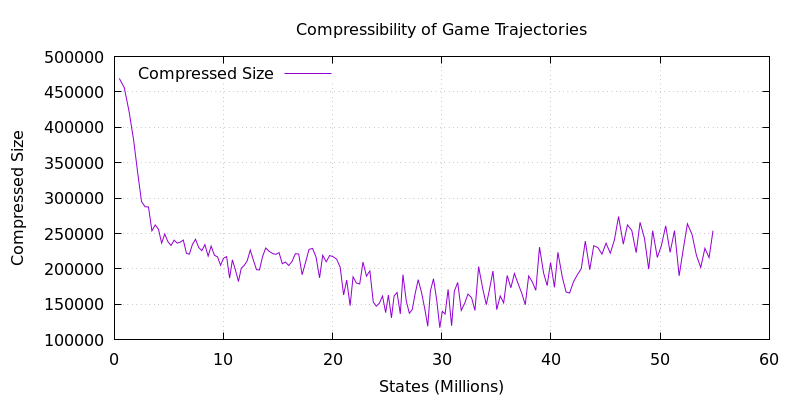 Compressibility of Game Trajectories
500000
450000
400000
350000
300000
250000
200000
150000
100000
Compressed Size
Compressed Size
0 10 20 30 40 50 60
States (Millions)